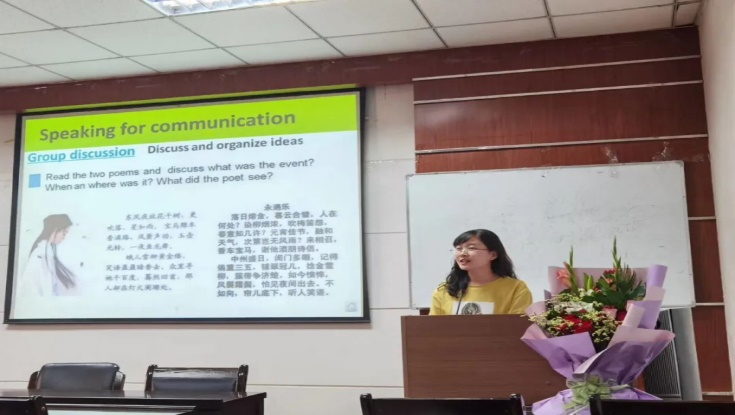 Speaking for communication
Group discussion Discuss and organize ideas
Read the two poems and discuss what was the event?
When an where was it? What did the poet see?
东风夜放花千树，更
吹落，星如雨，宝马雕车
香满路，凤箫声动，玉壶
光转，一夜鱼龙舞。
黄金缕，
笑语盈盈暗香去，众里寻
他千百度，蓦然回首，那
人却在灯火阑珊处。
永遇乐
落日熔金，暮云合璧，人在
何处？染柳烟浓，吹梅笛怨，
春意知几许？元宵佳节，融和
天气，次第岂无风雨？来相召，
香车宝马，谢他酒朋诗侣。
中州盛日，闺门多暇，记得
偏重三五，铺翠冠儿，捻金雪
柳，簇带争济楚，如今憔悴，
风鬟霜鬓，怕见夜间出去，不
如向，帘儿底下，听人笑语。